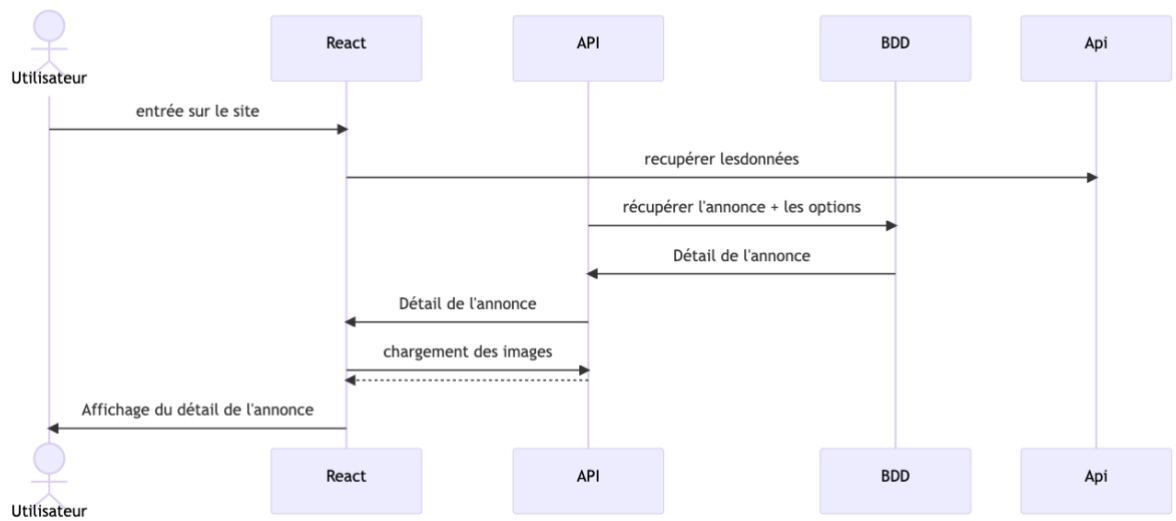 React
API
BDD
Api
Utilisateur
entrée sur le site
recupérer lesdonnées
récupérer l'annonce + les options
Détail de l'annonce
Détail de l'annonce
chargement des images
Affichage du détail de l'annonce
React
API
BDD
Api
Utilisateur